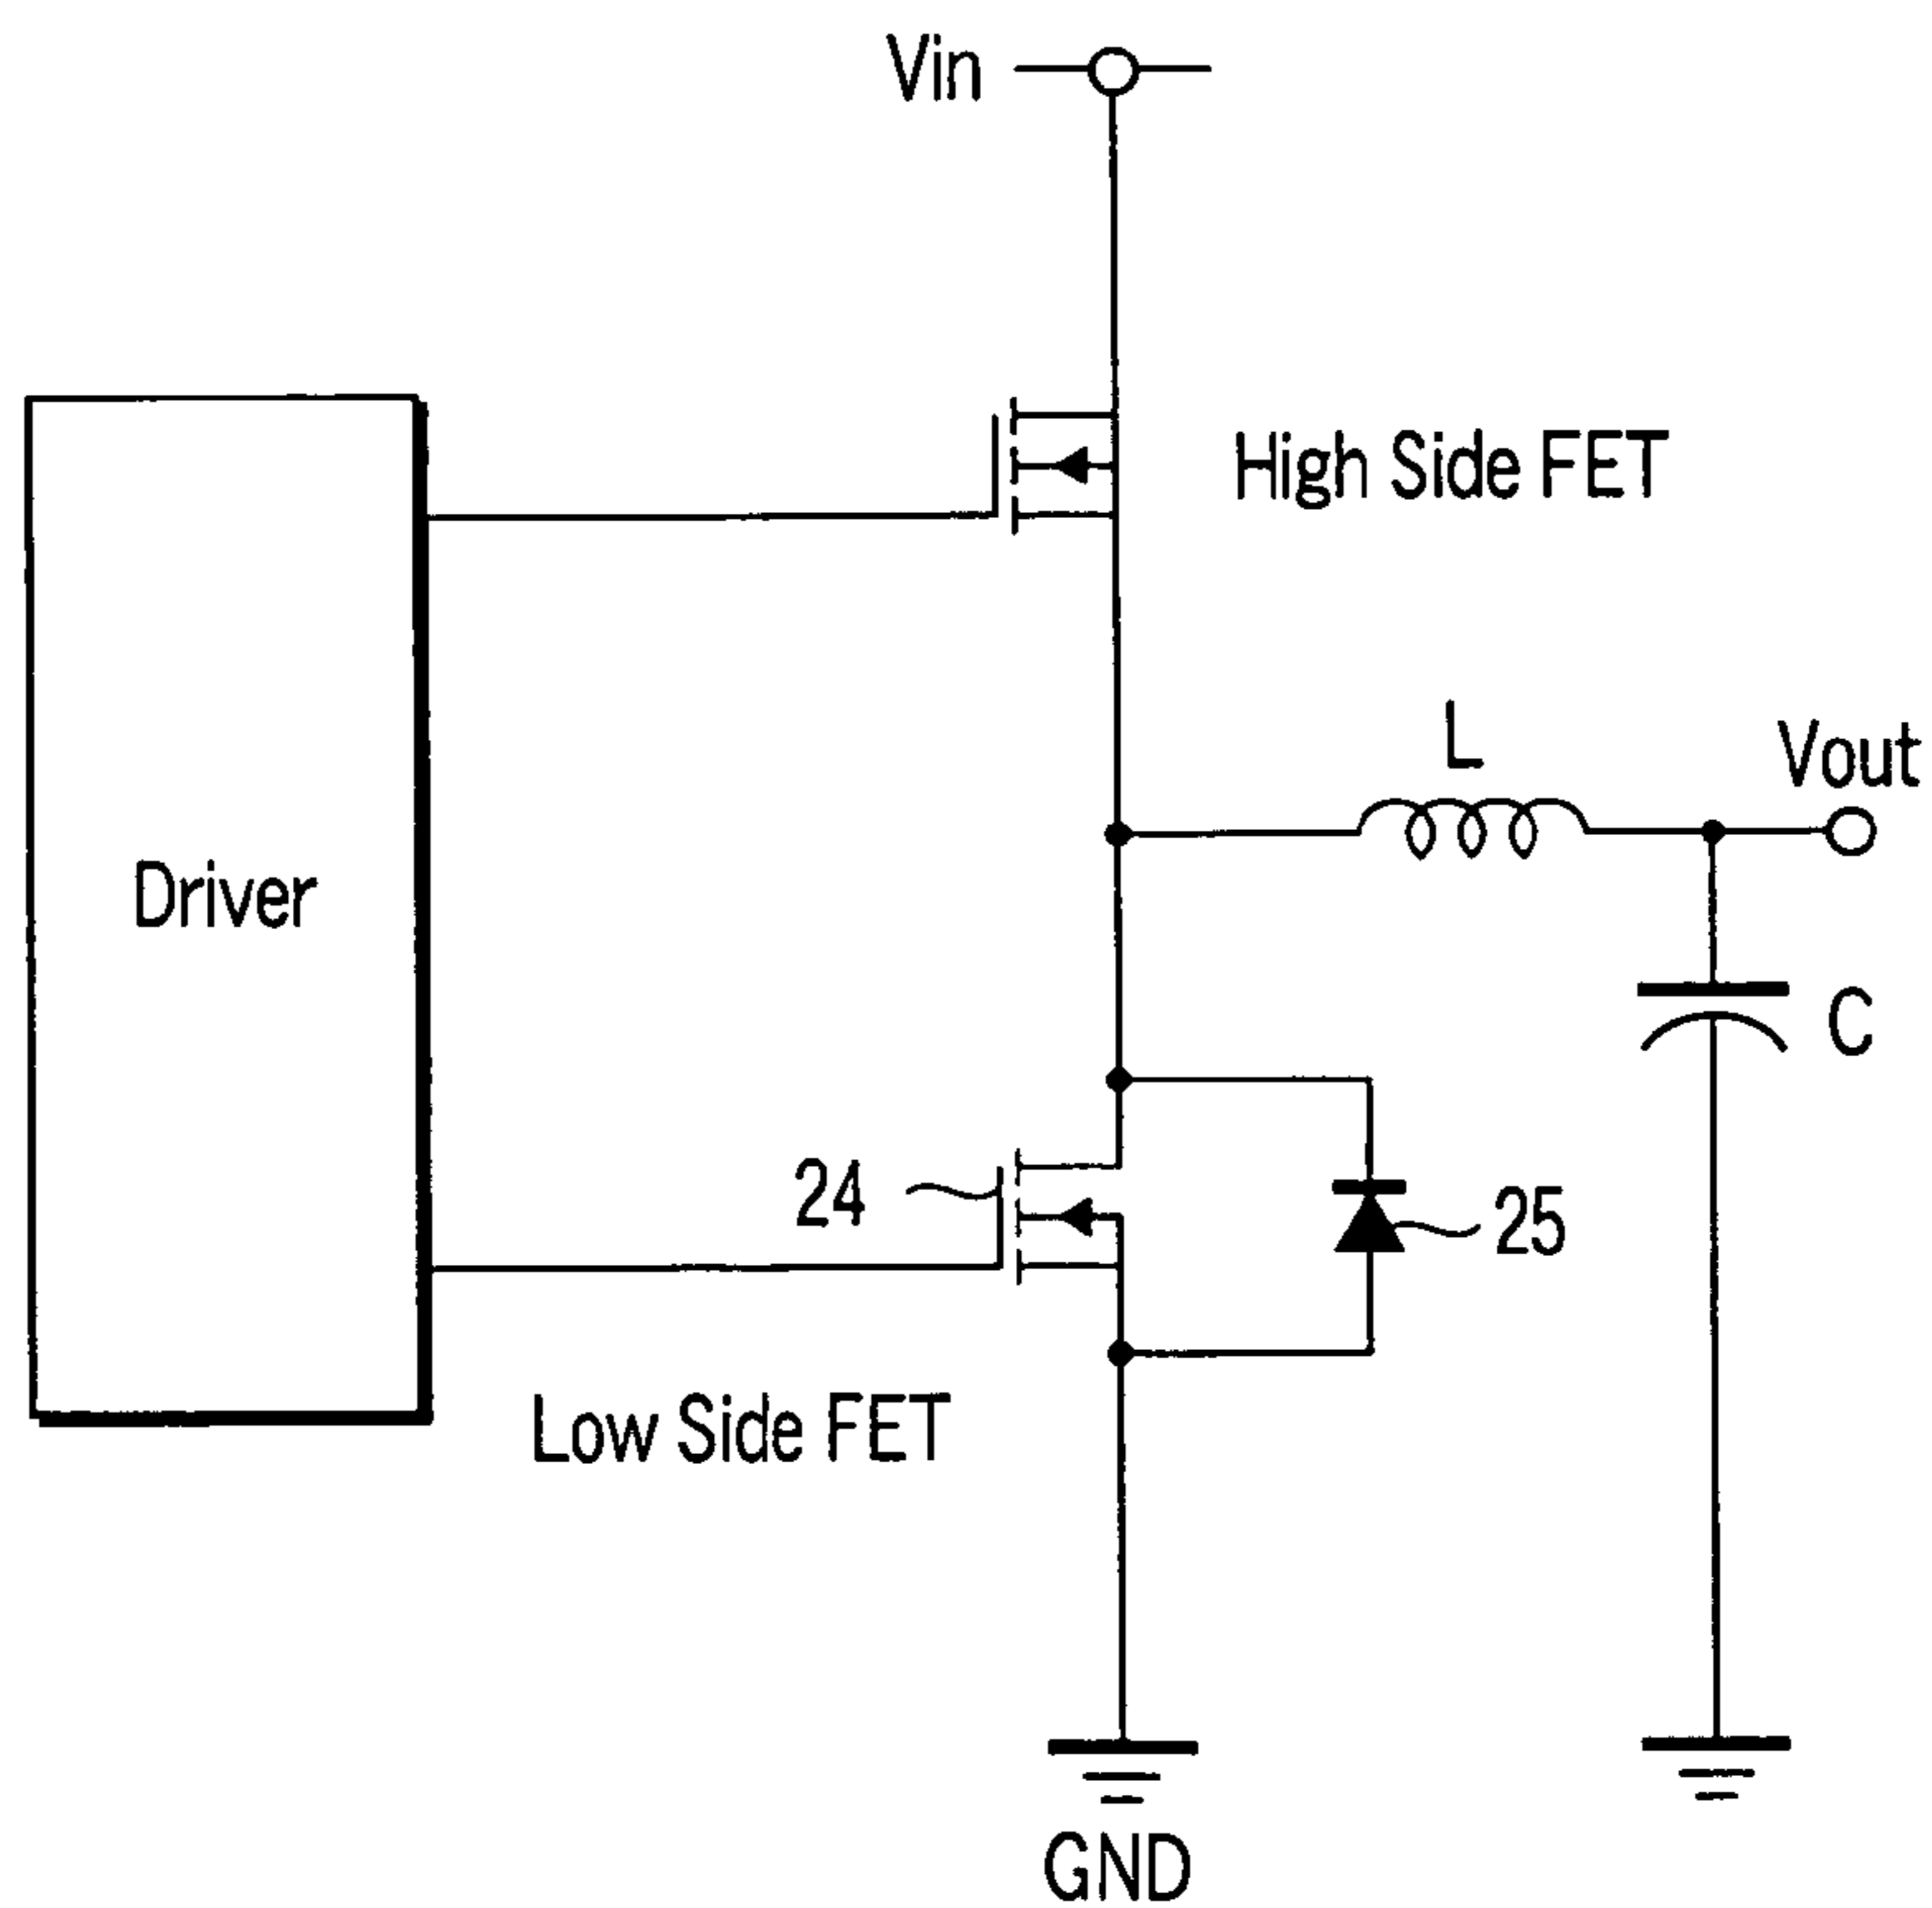 Vin
High Side FET
L
Vout
Driver
C
24
25
Low Side FET
GND